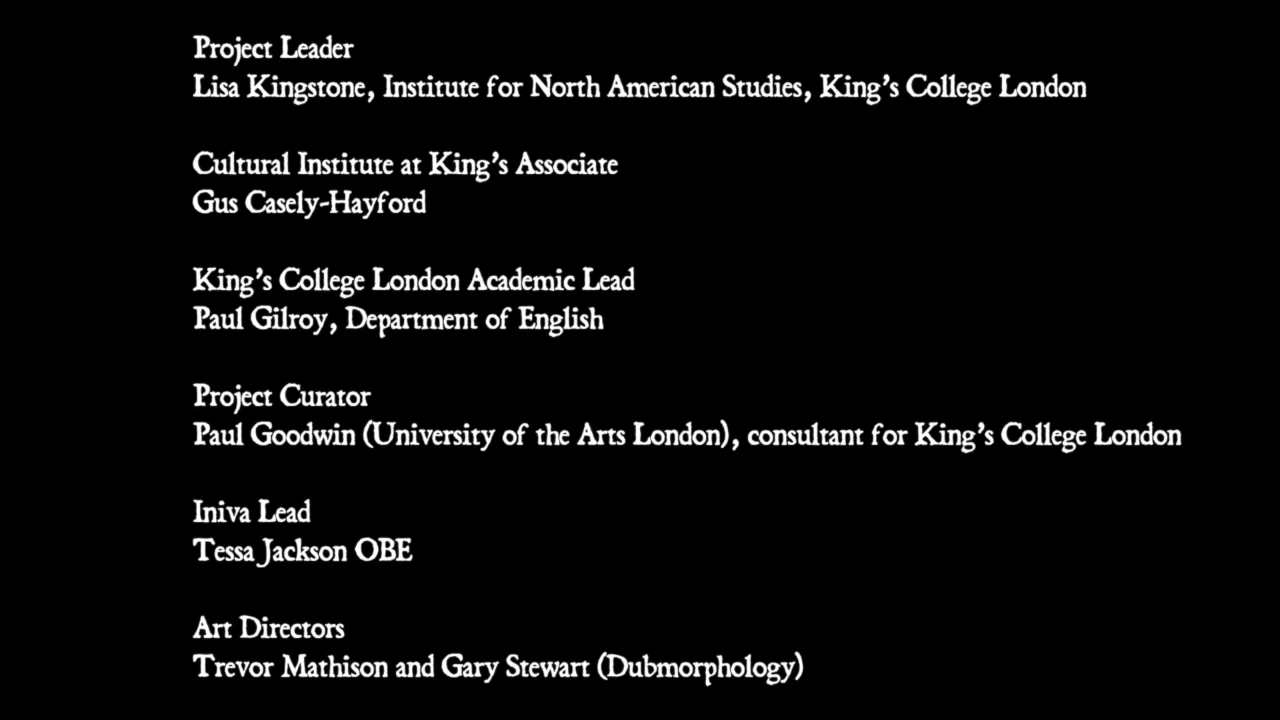 Project Leader
Lisa Kingstone, Institute for North American Studies, King's College London
Cultural Institute at King's Associate
Gus Casely-Hayford
King's College London Academic Lead
Paul Gilroy, Department of English
Project Curator
Paul Goodwin (University of the Arts London), consultant for King's College London
Iniva Lead
Tessa Jackson OBE
Art Directors
Trevor Mathison and Gary Stewart (Dubmorphology)